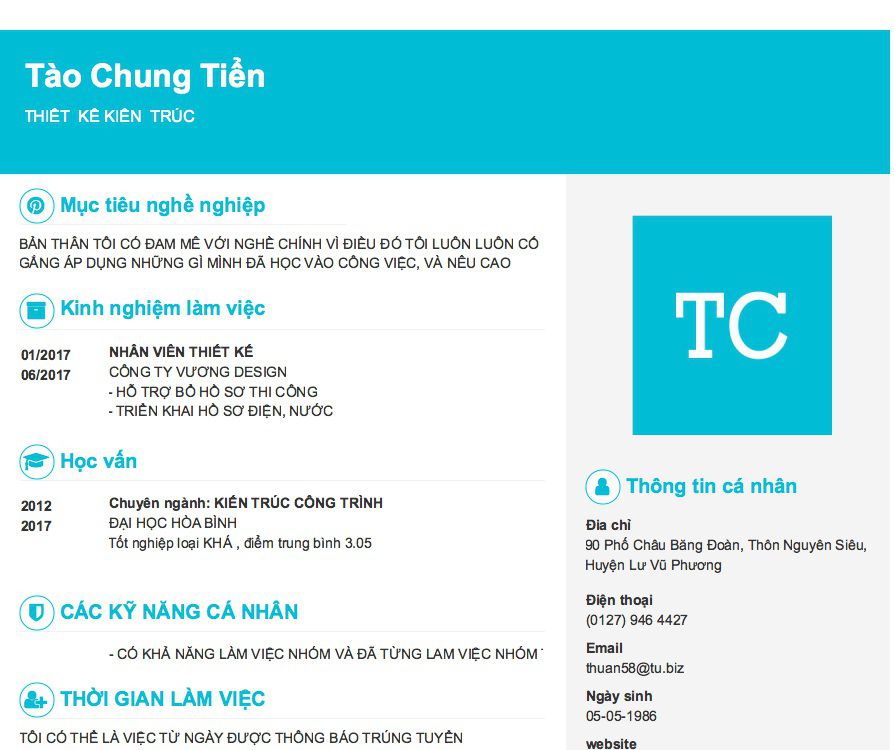 Tào Chung Tiển
THIẾT KẾ KIẾN TRÚC
Mục tiêu nghề nghiệp
BẢN THÂN TÔI CÓ ĐAM MÊ VỚI NGHỀ CHÍNH VÌ ĐIỀU ĐÓ TÔI LUÔN LUÔN CỐ
GẮNG ÁP DỤNG NHỮNG GÌ MÌNH ĐÃ HỌC VÀO CÔNG VIỆC, VÀ NÊU CAO
Kinh nghiệm làm việc
01/2017
06/2017
NHÂN VIÊN THIẾT KẾ
CÔNG TY VƯƠNG DESIGN
- HỖ TRỢ BỔ HỒ SƠ THI CÔNG
- TRIỂN KHAI HỒ SƠ ĐIỆN, NƯỚC
Học vấn
2012
2017
Chuyên ngành: KIẾN TRÚC CÔNG TRÌNH
ĐẠI HỌC HÒA BÌNH
Tốt nghiệp loại KHÁ , điểm trung bình 3.05
CÁC KỸ NĂNG CÁ NHÂN
- CÓ KHẢ NĂNG LÀM VIỆC NHÓM VÀ ĐÃ TỪNG LAM VIỆC NHÓM
THỜI GIAN LÀM VIỆC
TÔI CÓ THỂ LÀ VIỆC TỪ NGÀY ĐƯỢC THÔNG BÁO TRÚNG TUYỂN
TC
Thông tin cá nhân
Địa chỉ
90 Phố Châu Băng Đoàn, Thôn Nguyên Siêu,
Huyện Lư Vũ Phương
Điện thoại
(0127) 946 4427
Email
thuan58@tu.biz
Ngày sinh
05-05-1986
website